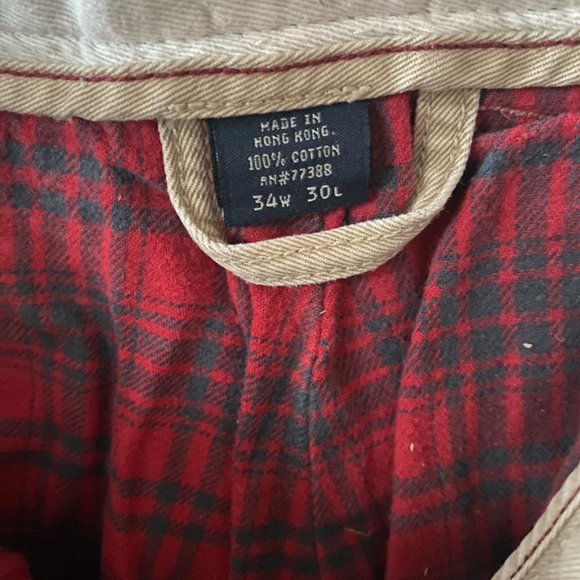 MADE IN
HONG KONG.
100% COTTON
RN#77388
34W 30L